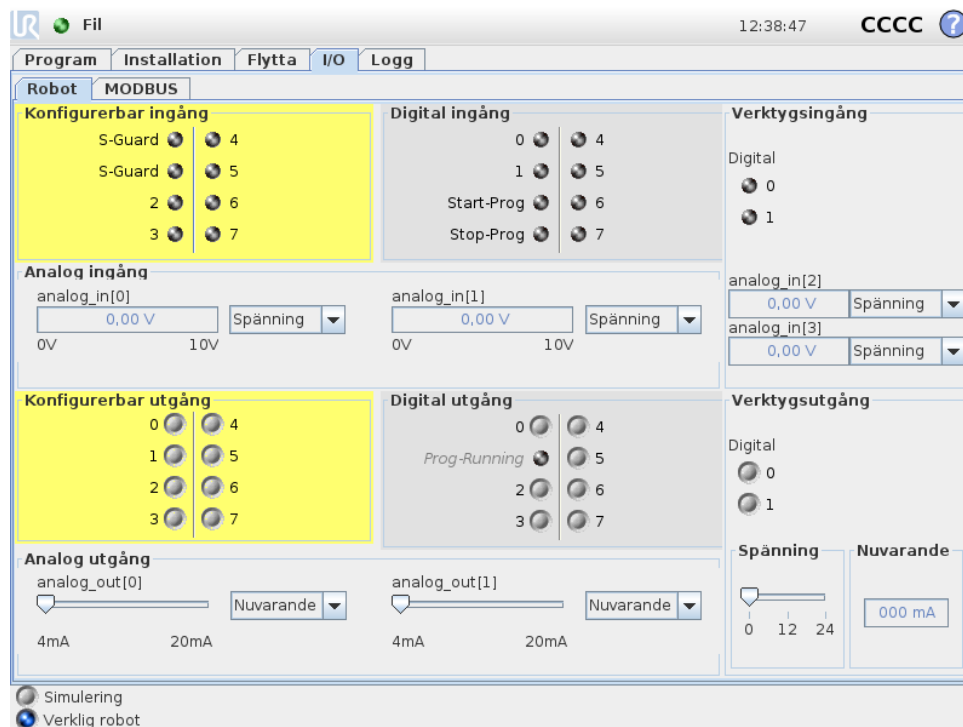 UR Fil 12:38:47 CCCC ?
Program Installation Flytta I/O Logg
Robot MODBUS
Konfigurerbar ingång
S-Guard 4
S-Guard 5
2 6
3 7
Digital ingång
0 4
1 5
Start-Prog 6
Stop-Prog 7
Verktygsingång
Digital
0
1
Analog ingång
analog_in[0]
0,00 V Spänning
0V 10V
analog_in[1]
0,00 V Spänning
0V 10V
analog_in[2]
0,00 V Spänning
analog_in[3]
0,00 V Spänning
Konfigurerbar utgång
0 4
1 5
2 6
3 7
Digital utgång
0 4
Prog-Running 5
2 6
3 7
Verktygsutgång
Digital
0
1
Analog utgång
analog_out[0]
Nuvarande
4mA 20mA
analog_out[1]
Nuvarande
4mA 20mA
Spänning
0 12 24
Nuvarande
000 mA
Simulering
Verklig robot